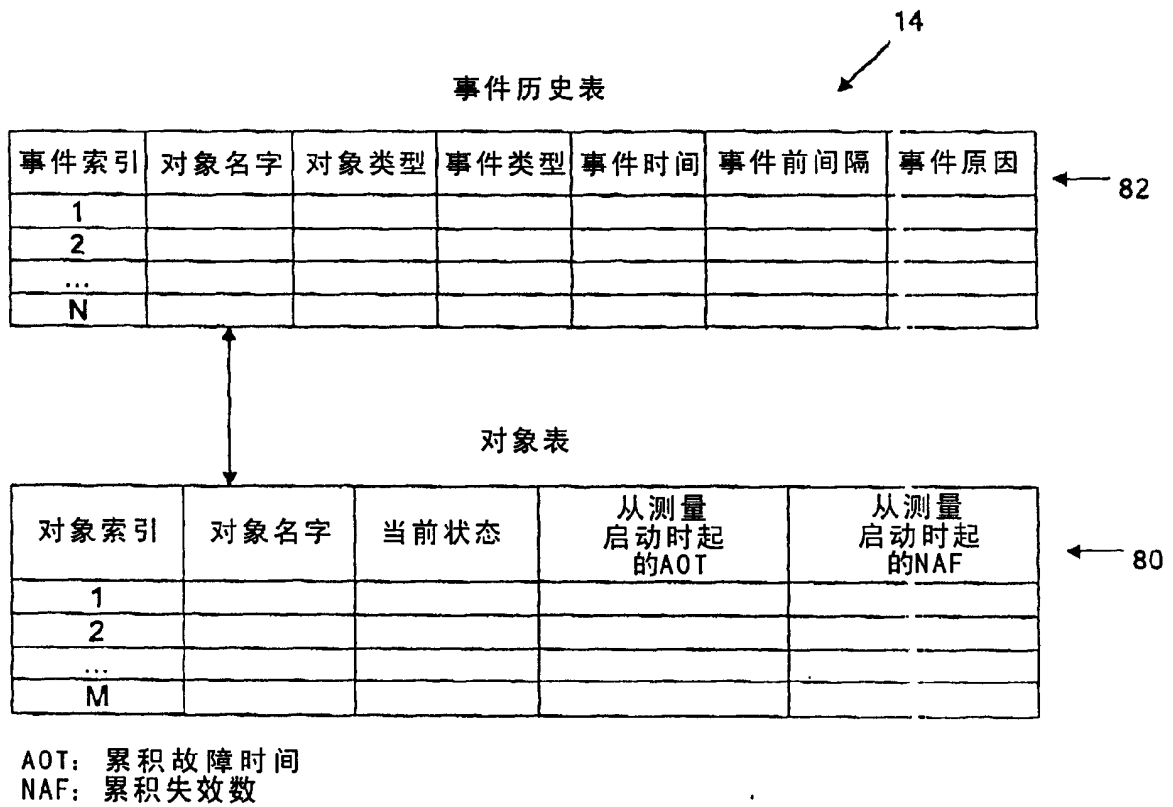 14
事件历史表
事件索引 对象名字 对象类型 事件类型 事件时间 事件前间隔 事件原因
82
1
2
...
N
对象表
对象索引 对象名字 当前状态 从测量启动时起的AOT 从测量启动时起的NAF
80
1
2
...
M
AOT: 累积故障时间
NAF: 累积失效数